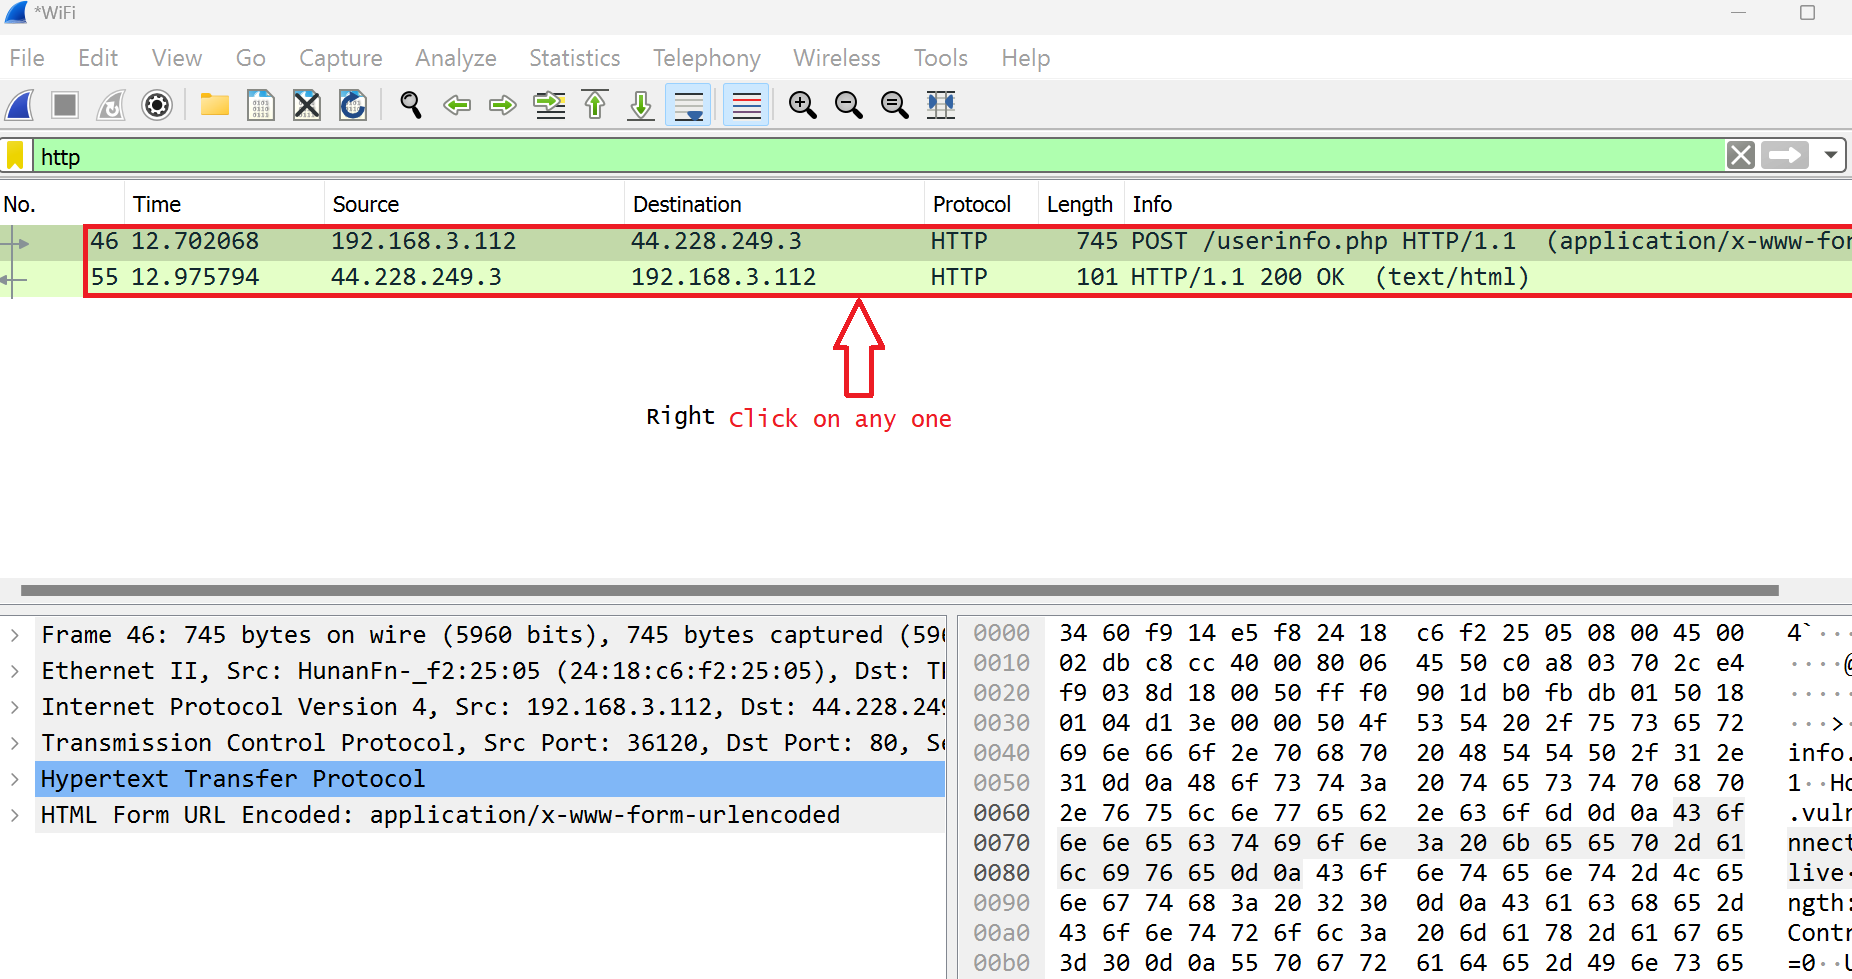 *WiFi
File Edit View Go Capture Analyze Statistics Telephony Wireless Tools Help
http
No. Time Source Destination Protocol Length Info
46 12.702068 192.168.3.112 44.228.249.3 HTTP 745 POST /userinfo.php HTTP/1.1 (application/x-www-for
55 12.975794 44.228.249.3 192.168.3.112 HTTP 101 HTTP/1.1 200 OK (text/html)
Right Click on any one
Frame 46: 745 bytes on wire (5960 bits), 745 bytes captured (596
Ethernet II, Src: HunanFn-_f2:25:05 (24:18:c6:f2:25:05), Dst: T
Internet Protocol Version 4, Src: 192.168.3.112, Dst: 44.228.249
Transmission Control Protocol, Src Port: 36120, Dst Port: 80, Se
Hypertext Transfer Protocol
HTML Form URL Encoded: application/x-www-form-urlencoded
0000 34 60 f9 14 e5 f8 24 18 c6 f2 25 05 08 00 45 00 4`···
0010 02 db c8 cc 40 00 80 06 45 50 c0 a8 03 70 2c e4 ····@
0020 f9 03 8d 18 00 50 ff f0 90 1d b0 fb db 01 50 18 ·····
0030 01 04 d1 3e 00 00 50 4f 53 54 20 2f 75 73 65 72 ···>·
0040 69 6e 66 6f 2e 70 68 70 20 48 54 54 50 2f 31 2e info.
0050 31 0d 0a 48 6f 73 74 3a 20 74 65 73 74 70 68 70 1··Ho
0060 2e 76 75 6c 6e 77 65 62 2e 63 6f 6d 0d 0a 43 6f .vuln
0070 6e 6e 65 63 74 69 6f 6e 3a 20 6b 65 65 70 2d 61 nnect
0080 6c 69 76 65 0d 0a 43 6f 6e 74 65 6e 74 2d 4c 65 live·
0090 6e 67 74 68 3a 20 32 30 0d 0a 43 61 63 68 65 2d ngth:
00a0 43 6f 6e 74 72 6f 6c 3a 20 6d 61 78 2d 61 67 65 Contr
00b0 3d 30 0d 0a 55 70 67 72 61 64 65 2d 49 6e 73 65 =0··U